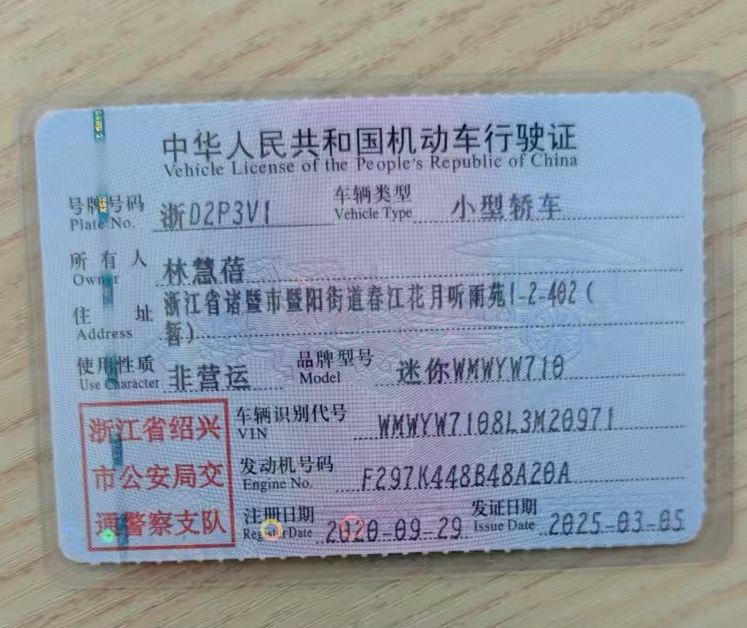 中华人民共和国机动车行驶证
Vehicle License of the People's Republic of China
号牌号码 浙D2P3V1 车辆类型 小型轿车
Plate No. Vehicle Type
所有人 林慧蓓
Owner
住址 浙江省诸暨市暨阳街道春江花月听雨苑1-2-402(
Address 暂)
使用性质 非营运 品牌型号 迷你WMWYW710
Use Character Model
浙江省绍兴
市公安局交
通警察支队
车辆识别代号 WMWYW7108L3M20971
VIN
发动机号码 F297K448B48A20A
Engine No.
注册日期 2020-09-29 发证日期 2025-03-05
Register Date Issue Date